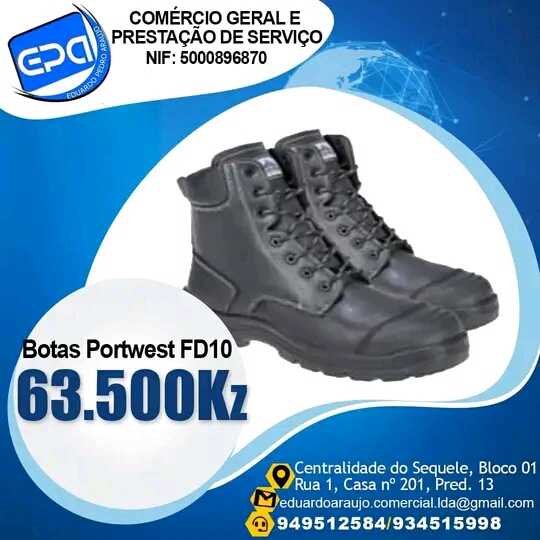 EPA
EDUARDO PEDRO ARAUJO
COMÉRCIO GERAL E
PRESTAÇÃO DE SERVIÇO
NIF: 5000896870
Botas Portwest FD10
63.500Kz
Centralidade do Sequele, Bloco 01
Rua 1, Casa nº 201, Pred. 13
eduardoaraujo.comercial.lda@gmail.com
949512584/934515998